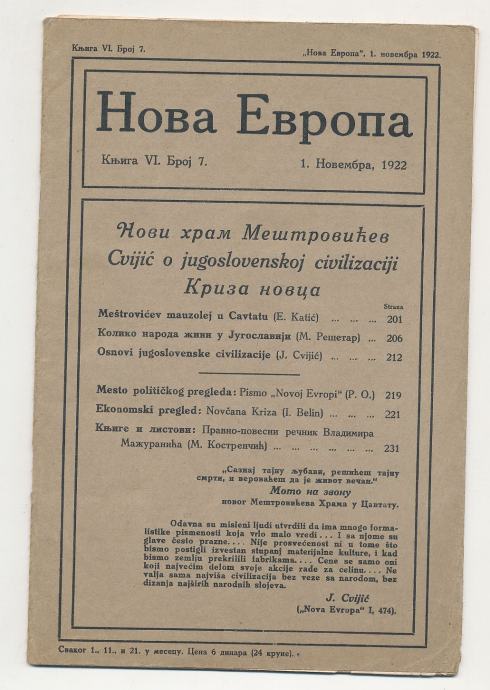 Књига VI. Број 7.
„Нова Европа", 1. новембра 1922.
Нова Европа
Књига VI. Број 7.
1. Новембра, 1922
Нови храм Мештровићев
Cvijić o jugoslovenskoj civilizaciji
Криза новца
Strana
Meštrovićev mauzolej u Cavtatu (E. Katić) ... ... ... 201
Колико народа живи у Југославији (М. Решетар) ... 206
Osnovi jugoslovenske civilizacije (J. Cvijić) ... ... 212
Mesto političkog pregleda: Pismo „Novoj Evropi" (P. O.) 219
Ekonomski pregled: Novčana Kriza (I. Belin) ... ... 221
Књиге и листови: Правно-повесни речник Владимира
Мажуранића (М. Костренчић) ... ... ... ... ... ... 231
„Сазнај тајну љубави, решићеш тајну
смрти, и вероваћеш да је живот вечан."
Мото на звону
новог Мештровићева Храма у Цавтату.
Odavna su misleni ljudi utvrdili da ima mnogo forma-
listike pismenosti koja vrlo malo vredi... I sa njome su
glave često prazne.... Nije prosvećenost ni u tome što
bismo postigli izvestan stupanj materijalne kulture, i kad
bismo zemlju prekrilili fabrikama.... Cene se samo oni
koji najvećim delom svoje akcije rade za celinu.... Ne
valja sama najviša civilizacija bez veze sa narodom, bez
dizanja najširih narodnih slojeva.
J. Cvijić
(„Nova Evropa" I, 474).
Сваког 1., 11., и 21. у месецу. Цена 6 динара (24 круне).